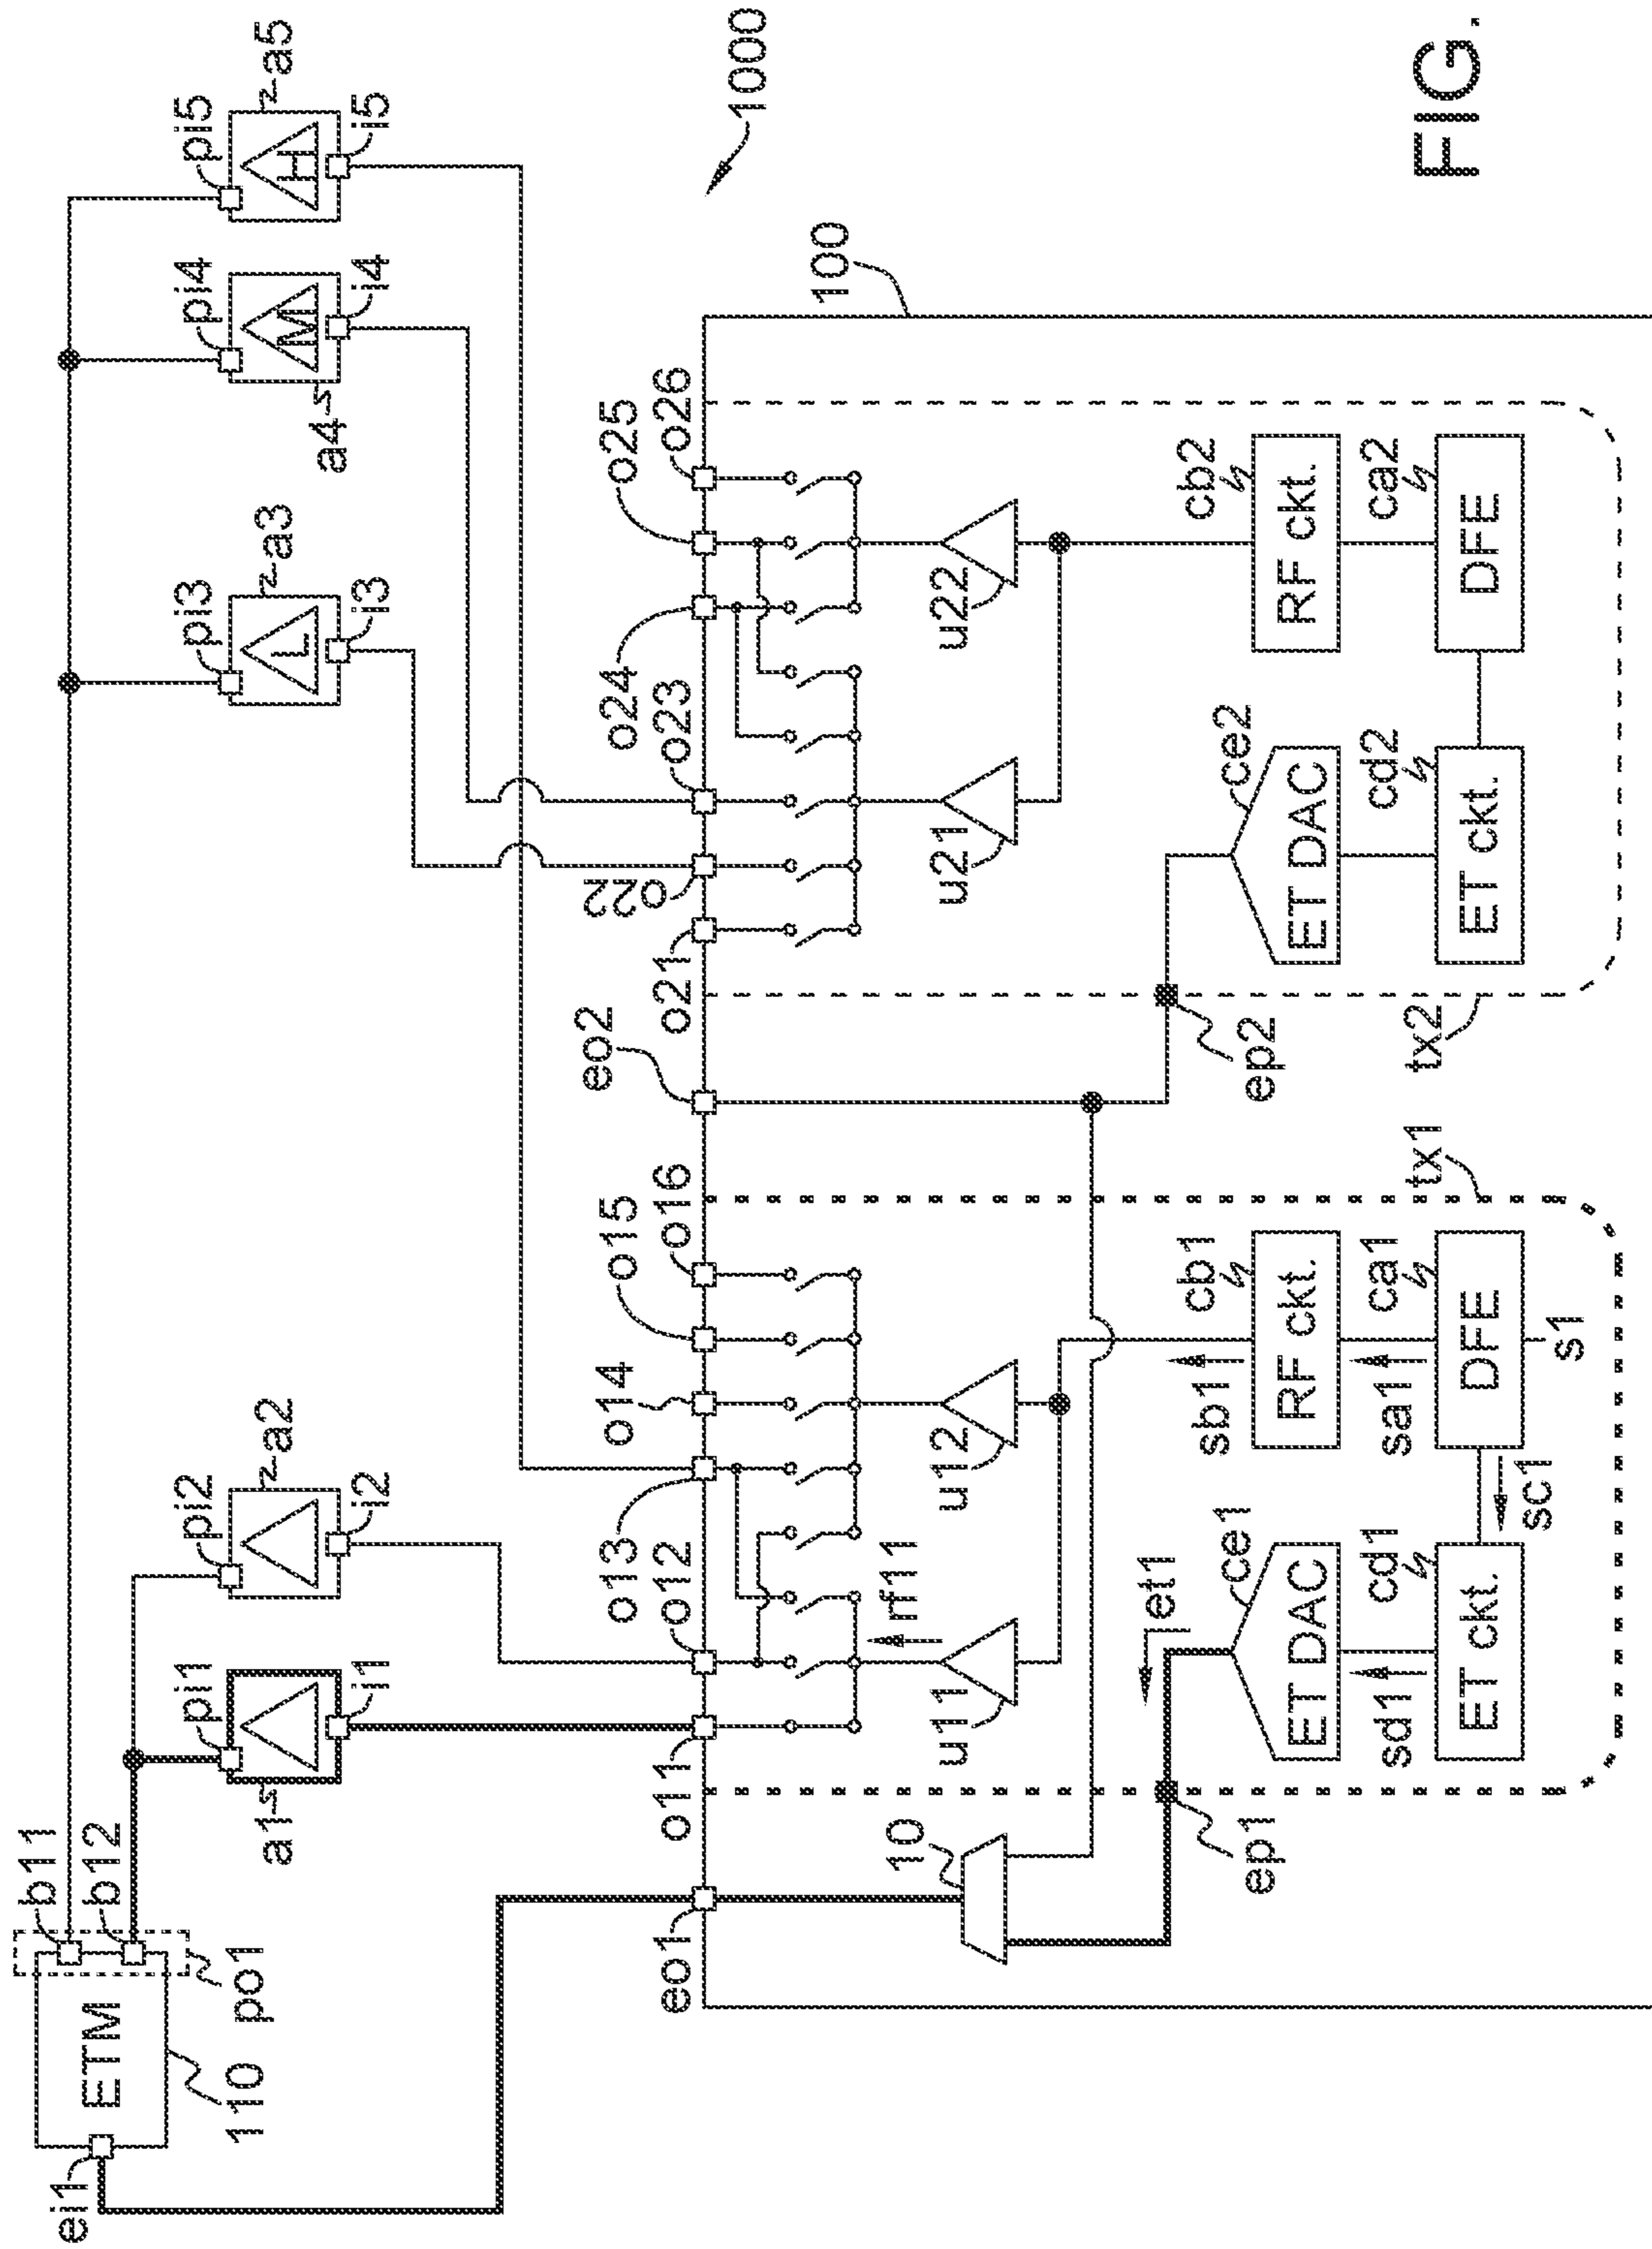 ei1
ETM
110
po1
b11
b12
pi1
a1
i1
pi2
a2
i2
pi3
L
a3
i3
pi4
M
a4
i4
pi5
H
a5
i5
1000
100
eo1
o11
o12
o13
o14
o15
o16
eo2
o21
o22
o23
o24
o25
o26
10
u11
rf11
u12
u21
u22
et1
ep1
ET DAC
ce1
sd1
ET ckt.
cd1
sc1
sb1
RF ckt.
cb1
sa1
DFE
ca1
s1
tx1
ep2
ET DAC
ce2
ET ckt.
cd2
RF ckt.
cb2
DFE
ca2
tx2
FIG.